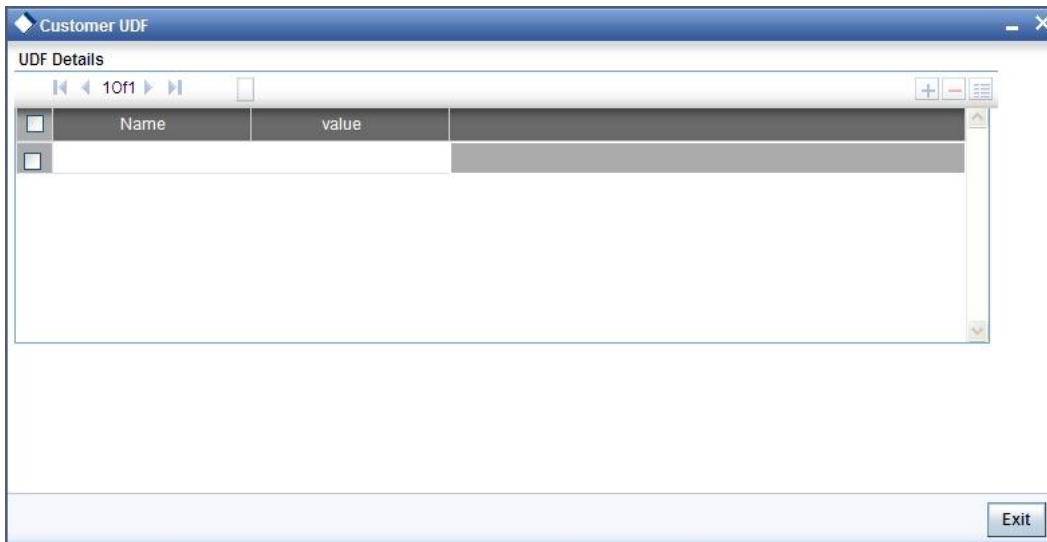 Customer UDF
UDF Details
1Of1
Name value
Exit